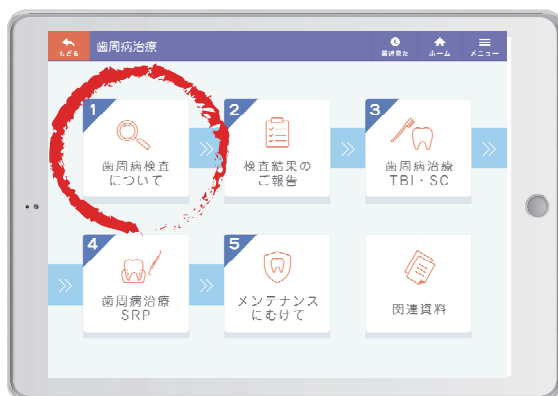 もどる
歯周病治療
最近見た
ホーム
メニュー
1
歯周病検査
について
2
検査結果の
ご報告
3
歯周病治療
TBI・SC
4
歯周病治療
SRP
5
メンテナンス
にむけて
関連資料